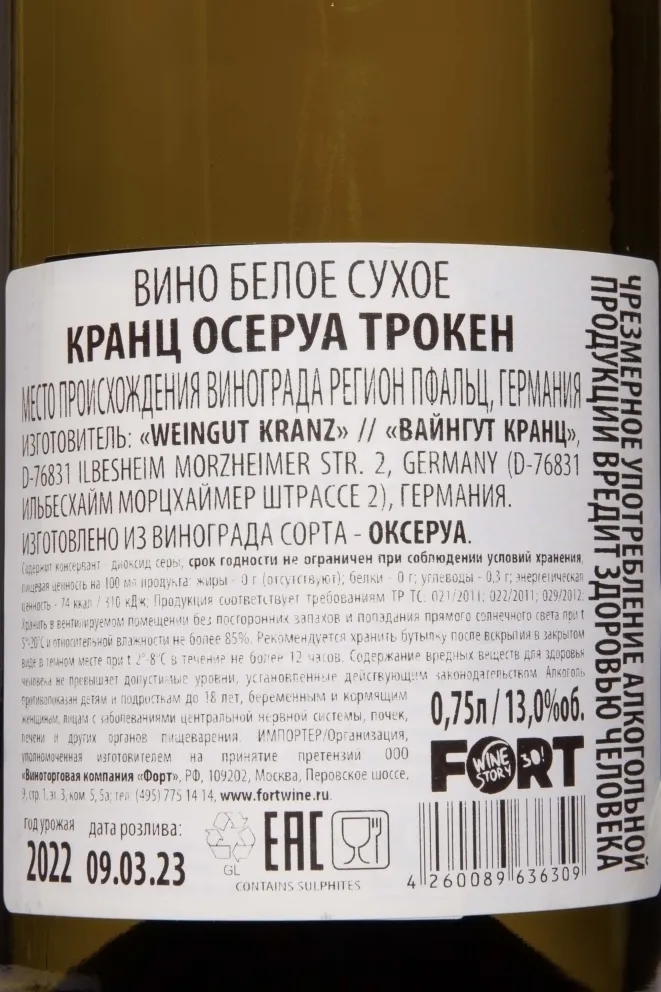 ВИНО БЕЛОЕ СУХОЕ
КРАНЦ ОСЕРУА ТРОКЕН
МЕСТО ПРОИСХОЖДЕНИЯ ВИНОГРАДА РЕГИОН ПФАЛЬЦ, ГЕРМАНИЯ
ИЗГОТОВИТЕЛЬ: «WEINGUT KRANZ» // «ВАЙНГУТ КРАНЦ»,
D-76831 ILBESHEIM MORZHEIMER STR. 2, GERMANY (D-76831
ИЛЬБЕСХАЙМ МОРЦХАЙМЕР ШТРАССЕ 2), ГЕРМАНИЯ.
ИЗГОТОВЛЕНО ИЗ ВИНОГРАДА СОРТА - ОКСЕРУА.
Содержит консервант - диоксид серы, срок годности не ограничен при соблюдении условий хранения,
пищевая ценность на 100 мл продукта: жиры - 0 г (отсутствуют); белки - 0 г; углеводы - 0,3 г; энергетическая
ценность - 74 ккал / 310 кДж; Продукция соответствует требованиям ТР ТС: 021/2011; 022/2011; 029/2012;
Хранить в вентилируемом помещении без посторонних запахов и попадания прямого солнечного света при t
5°-20°C и относительной влажности не более 85%. Рекомендуется хранить бутылку после вскрытия в закрытом
виде в темном месте при t 2°-8°C в течение не более 12 часов. Содержание вредных веществ для здоровья
человека не превышает допустимые уровни, установленные действующим законодательством. Алкоголь
противопоказан детям и подросткам до 18 лет, беременным и кормящим
женщинам, лицам с заболеваниями центральной нервной системы, почек,
печени и других органов пищеварения. ИМПОРТЕР/Организация,
уполномоченная изготовителем на принятие претензий ООО
«Виноторговая компания «Форт», РФ, 109202, Москва, Перовское шоссе,
9, стр. 1, эт. 3, ком 5, 5а; тел. (495) 775 14 14, www.fortwine.ru.
0,75л / 13,0%об.
FORT
WINE STORY
30!
год урожая
2022
дата розлива:
09.03.23
GL
EAC
CONTAINS SULPHITES
4 260089 636309
ЧРЕЗМЕРНОЕ УПОТРЕБЛЕНИЕ АЛКОГОЛЬНОЙ
ПРОДУКЦИИ ВРЕДИТ ЗДОРОВЬЮ ЧЕЛОВЕКА